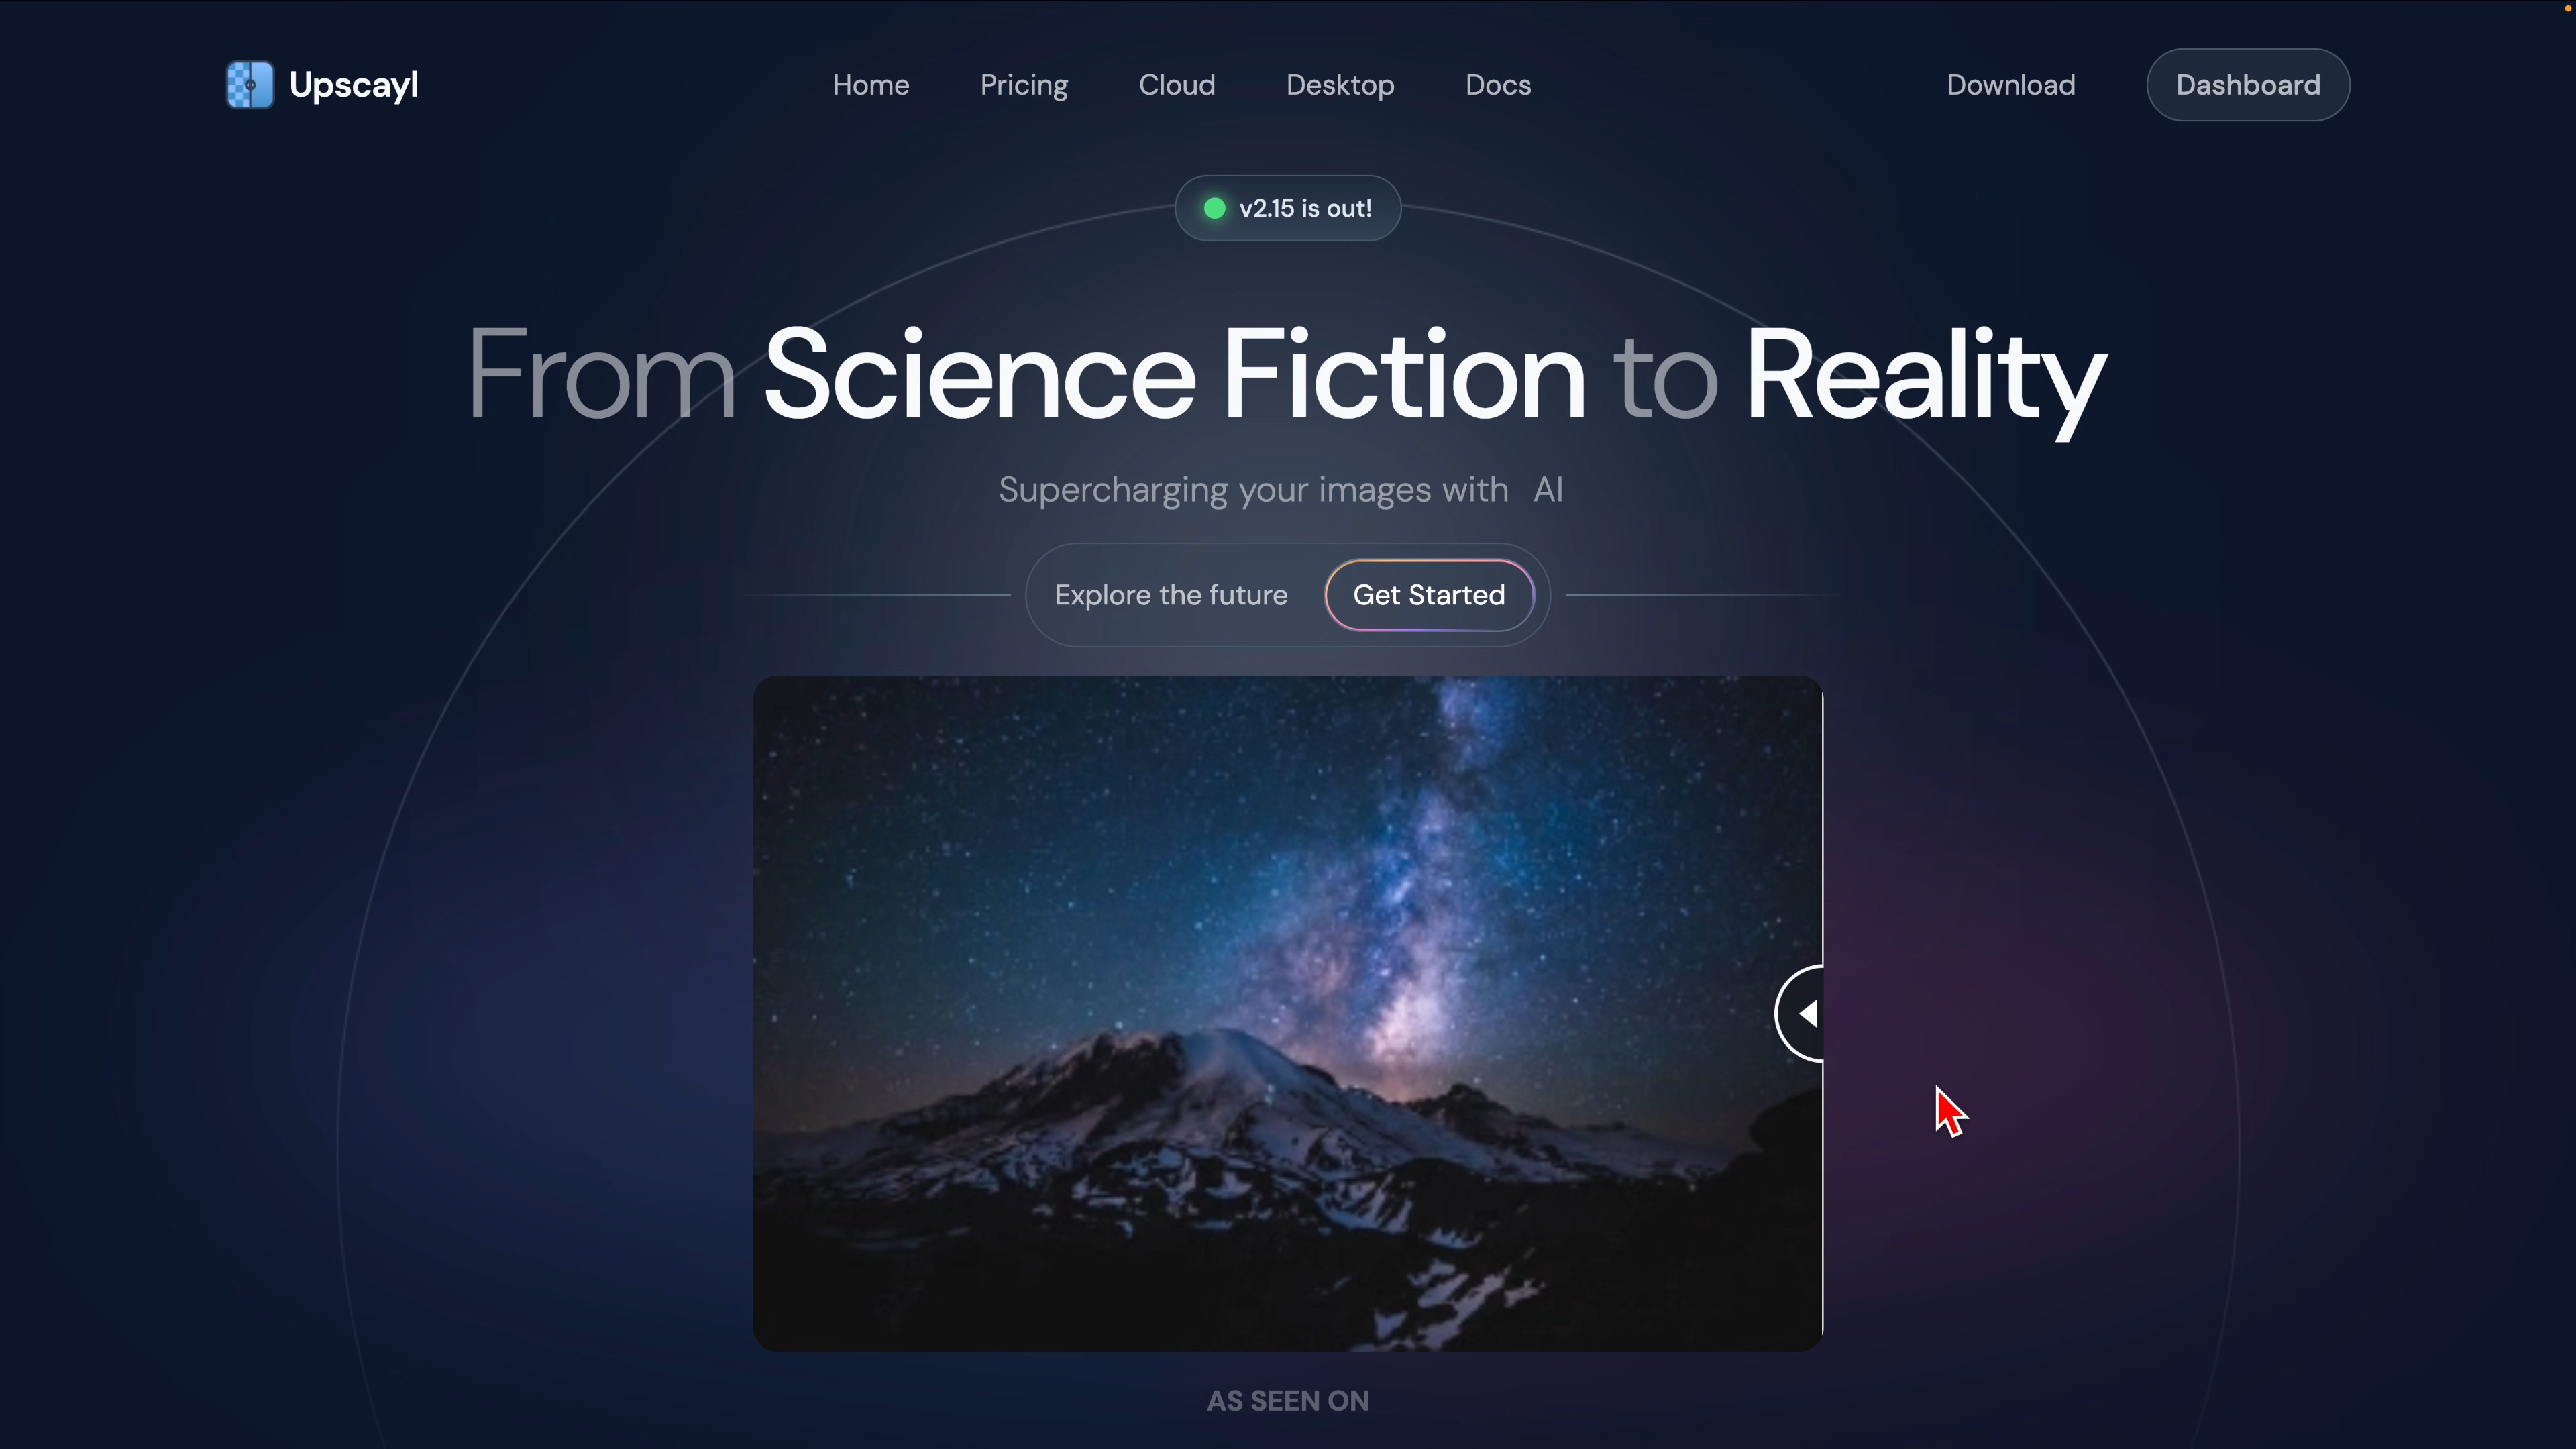 Upscayl
Home Pricing Cloud Desktop Docs
Download Dashboard
v2.15 is out!
From Science Fiction to Reality
Supercharging your images with AI
Explore the future Get Started
AS SEEN ON